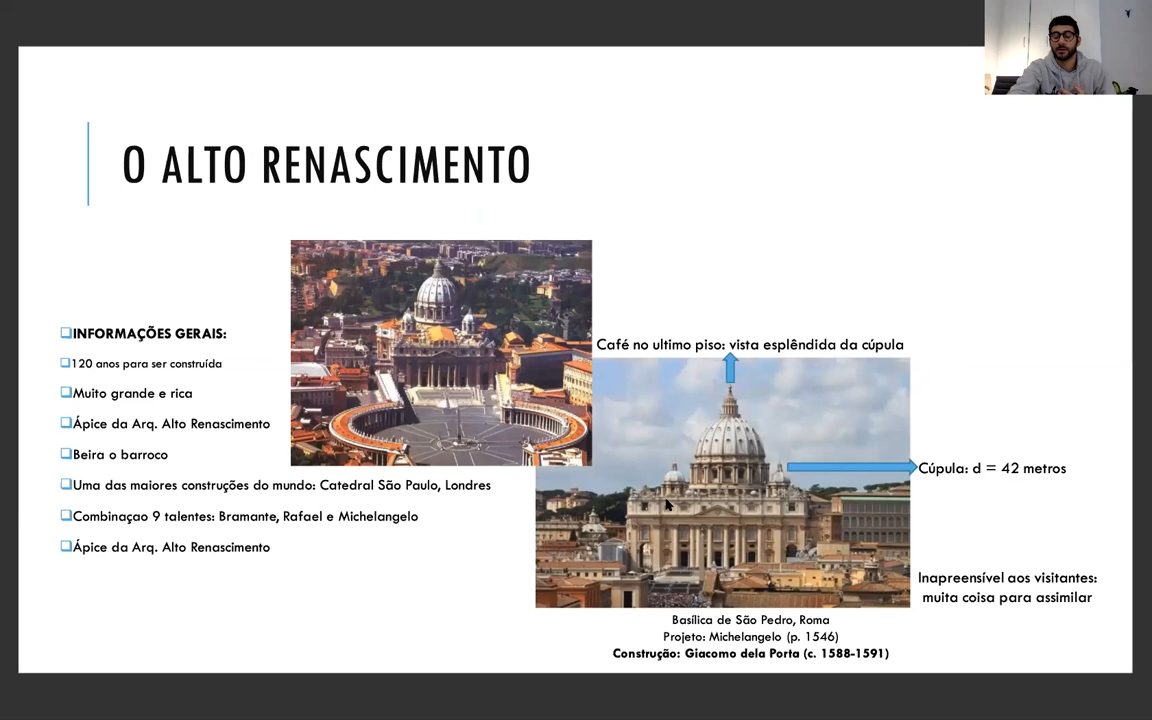 O ALTO RENASCIMENTO
INFORMAÇÕES GERAIS:
120 anos para ser construída
Muito grande e rica
Ápice da Arq. Alto Renascimento
Beira o barroco
Uma das maiores construções do mundo: Catedral São Paulo, Londres
Combinaçao 9 talentos: Bramante, Rafael e Michelangelo
Ápice da Arq. Alto Renascimento
Café no ultimo piso: vista esplêndida da cúpula
Cúpula: d = 42 metros
Inapreensível aos visitantes:
muita coisa para assimilar
Basílica de São Pedro, Roma
Projeto: Michelangelo (p. 1546)
Construção: Giacomo dela Porta (c. 1588-1591)